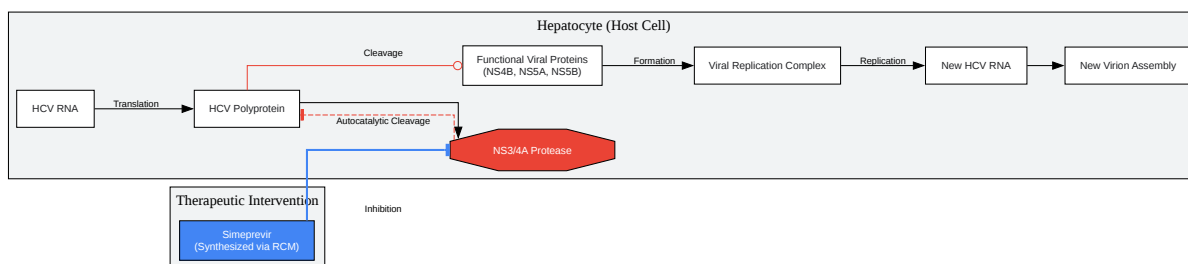 Hepatocyte (Host Cell)
Cleavage
Functional Viral Proteins
(NS4B, NS5A, NS5B)
Formation
Viral Replication Complex
Replication
New HCV RNA
New Virion Assembly
HCV RNA
Translation
HCV Polyprotein
Autocatalytic Cleavage
NS3/4A Protease
Therapeutic Intervention
Inhibition
Simeprevir
(Synthesized via RCM)